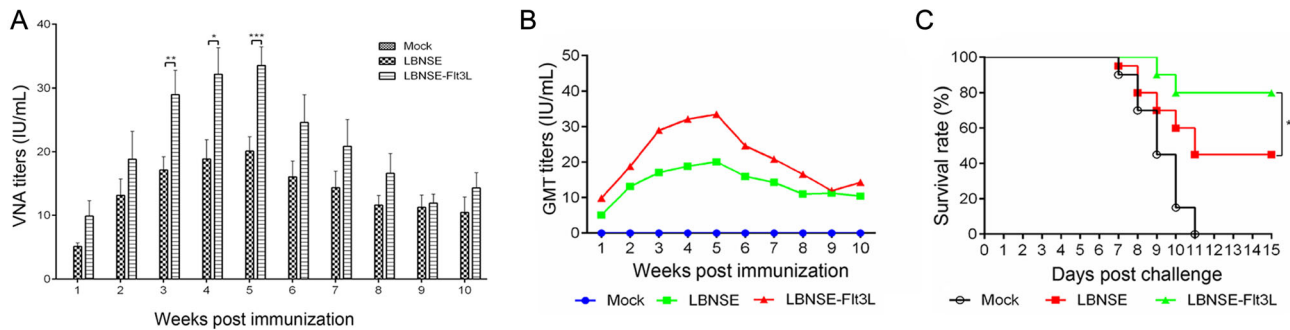 A
VNA titers (IU/mL)
40
30
20
10
0
** * ***
Mock
LBNSE
LBNSE-Flt3L
1 2 3 4 5 6 7 8 9 10
Weeks post immunization
B
GMT titers (IU/mL)
50
40
30
20
10
0
1 2 3 4 5 6 7 8 9 10
Weeks post immunization
Mock LBNSE LBNSE-Flt3L
C
Survival rate (%)
100
80
60
40
20
0
*
0 1 2 3 4 5 6 7 8 9 10 11 12 13 14 15
Days post challenge
Mock LBNSE LBNSE-Flt3L